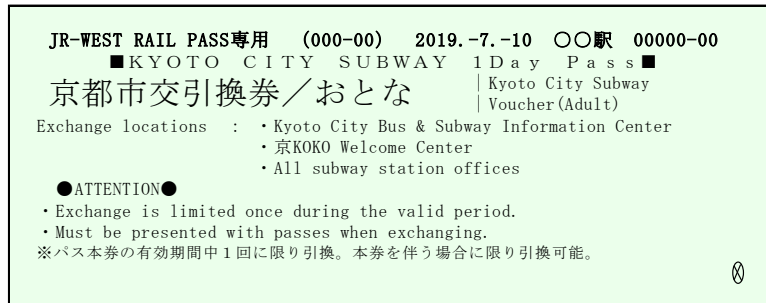 JR-WEST RAIL PASS専用 (000-00) 2019.-7.-10 〇〇駅 00000-00
■KYOTO CITY SUBWAY 1Day Pass■
京都市交引換券／おとな
|Kyoto City Subway
|Voucher(Adult)
Exchange locations : ・Kyoto City Bus & Subway Information Center
・京KOKO Welcome Center
・All subway station offices
●ATTENTION●
・Exchange is limited once during the valid period.
・Must be presented with passes when exchanging.
※パス本券の有効期間中１回に限り引換。本券を伴う場合に限り引換可能。